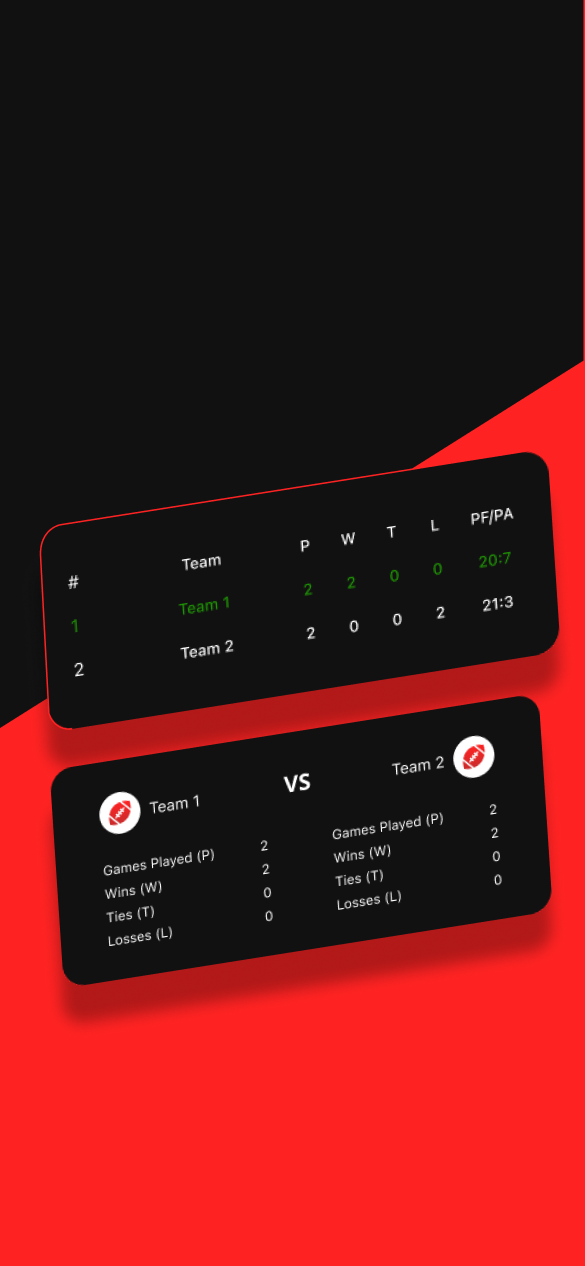 # Team P W T L PF/PA
1 Team 1 2 2 0 0 20:7
2 Team 2 2 0 0 2 21:3
Team 1 VS Team 2
Games Played (P) 2 Games Played (P) 2
Wins (W) 2 Wins (W) 2
Ties (T) 0 Ties (T) 0
Losses (L) 0 Losses (L) 0